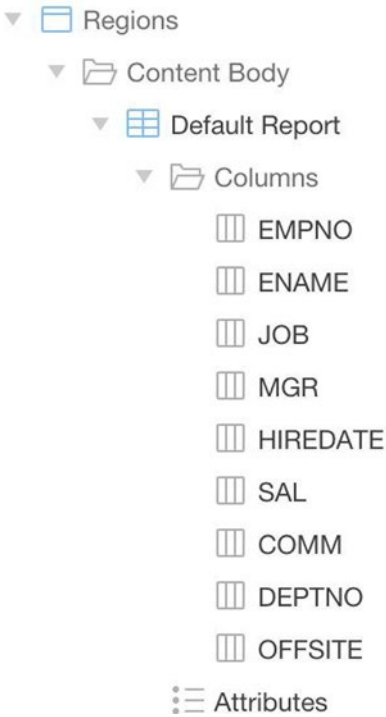 Regions
Content Body
Default Report
Columns
EMPNO
ENAME
JOB
MGR
HIREDATE
SAL
COMM
DEPTNO
OFFSITE
Attributes